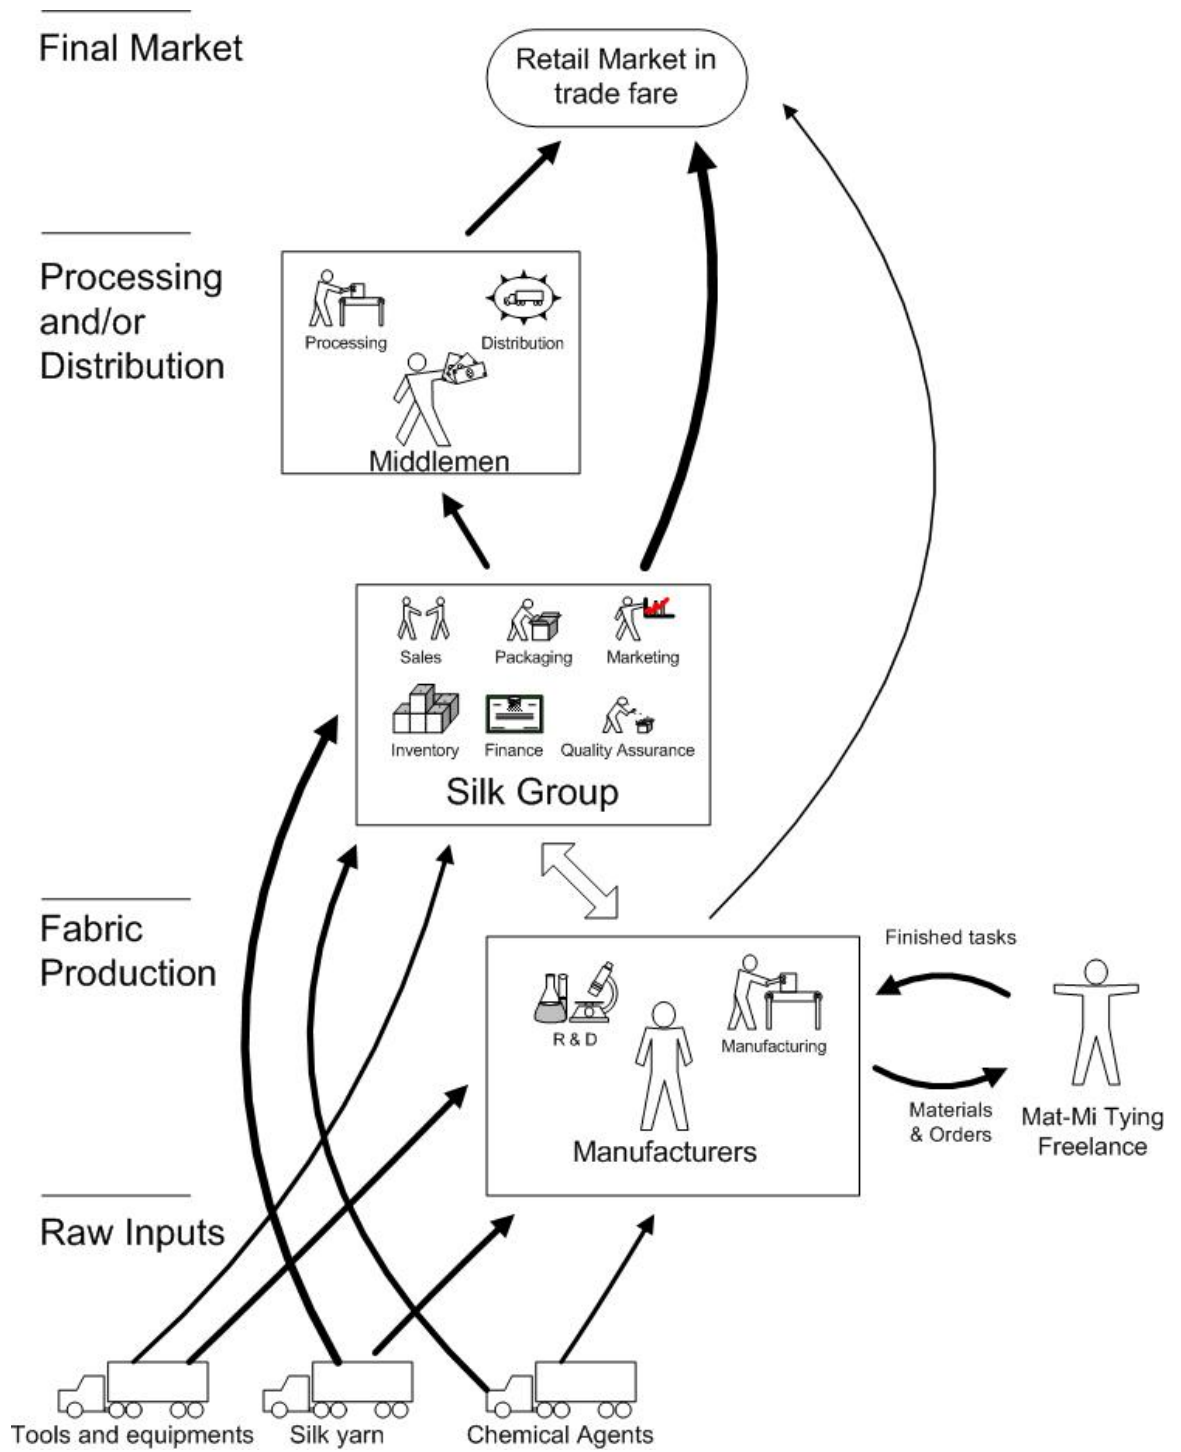 Final Market
Retail Market in
trade fare
Processing
and/or
Distribution
Processing
Distribution
Middlemen
Sales
Packaging
Marketing
Inventory
Finance
Quality Assurance
Silk Group
Fabric
Production
Finished tasks
R & D
Manufacturing
Manufacturers
Materials
& Orders
Mat-Mi Tying
Freelance
Raw Inputs
Tools and equipments
Silk yarn
Chemical Agents